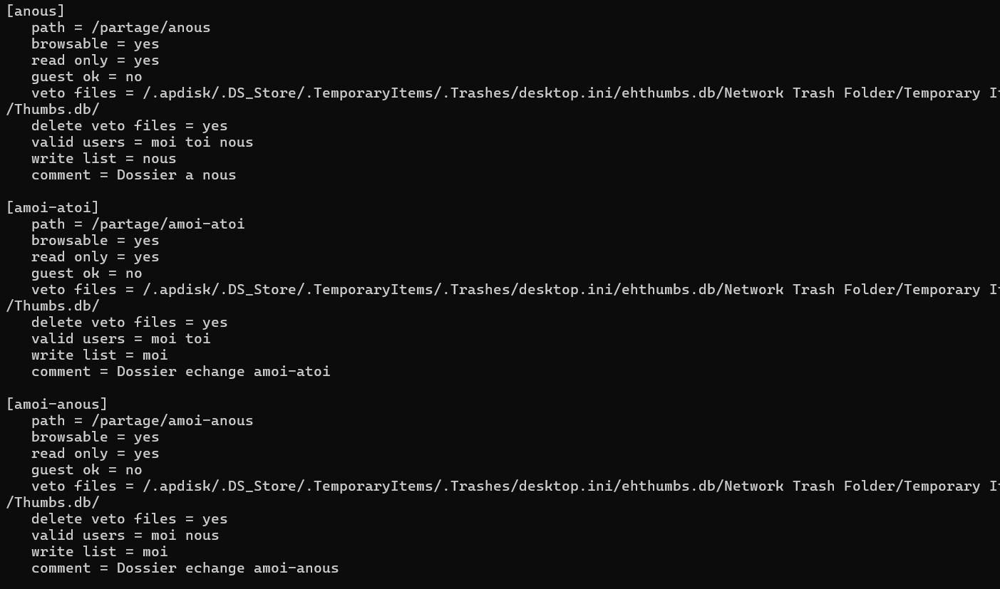 [anous]
path = /partage/anous
browsable = yes
read only = yes
guest ok = no
veto files = /.apdisk/.DS_Store/.TemporaryItems/.Trashes/desktop.ini/ehthumbs.db/Network Trash Folder/Temporary
/Thumbs.db/
delete veto files = yes
valid users = moi toi nous
write list = nous
comment = Dossier a nous
[amoi-atoi]
path = /partage/amoi-atoi
browsable = yes
read only = yes
guest ok = no
veto files = /.apdisk/.DS_Store/.TemporaryItems/.Trashes/desktop.ini/ehthumbs.db/Network Trash Folder/Temporary
/Thumbs.db/
delete veto files = yes
valid users = moi toi
write list = moi
comment = Dossier echange amoi-atoi
[amoi-anous]
path = /partage/amoi-anous
browsable = yes
read only = yes
guest ok = no
veto files = /.apdisk/.DS_Store/.TemporaryItems/.Trashes/desktop.ini/ehthumbs.db/Network Trash Folder/Temporary
/Thumbs.db/
delete veto files = yes
valid users = moi nous
write list = moi
comment = Dossier echange amoi-anous